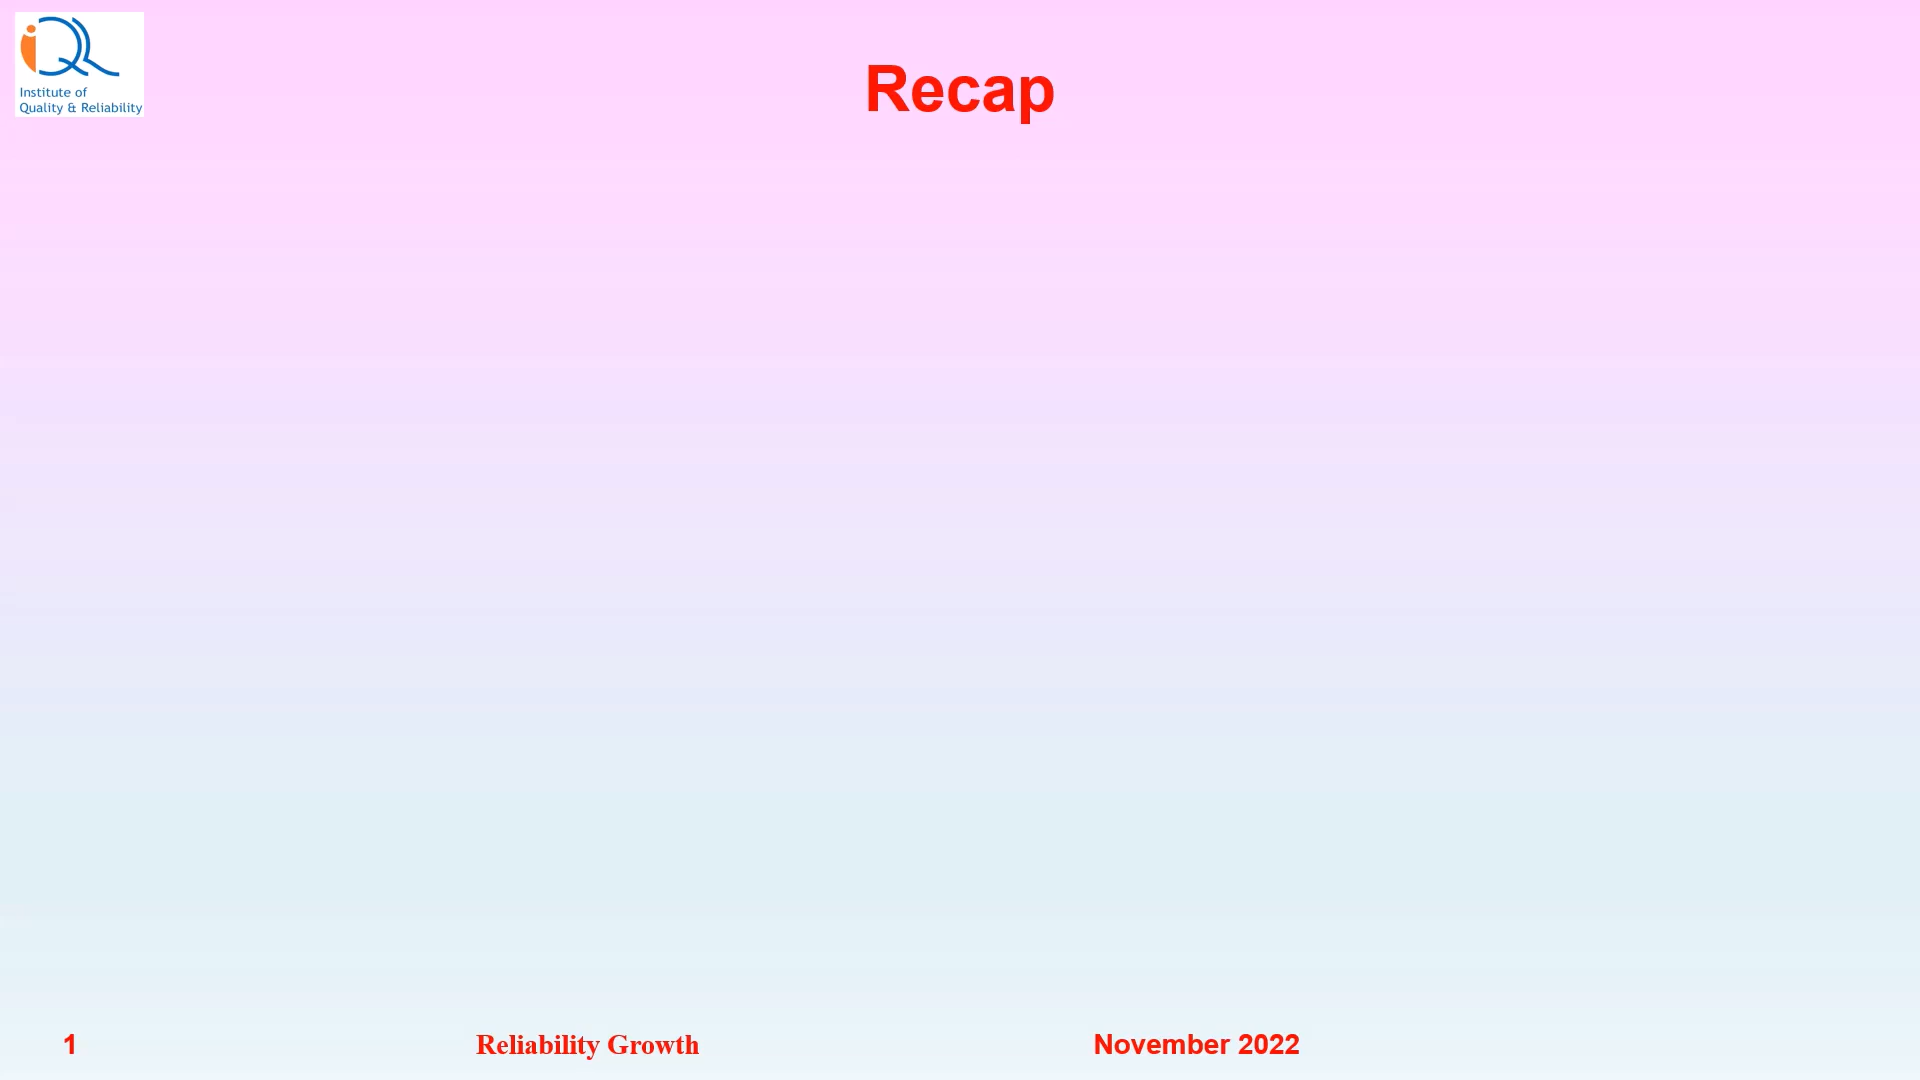 Institute of
Quality & Reliability
Recap
1
Reliability Growth
November 2022